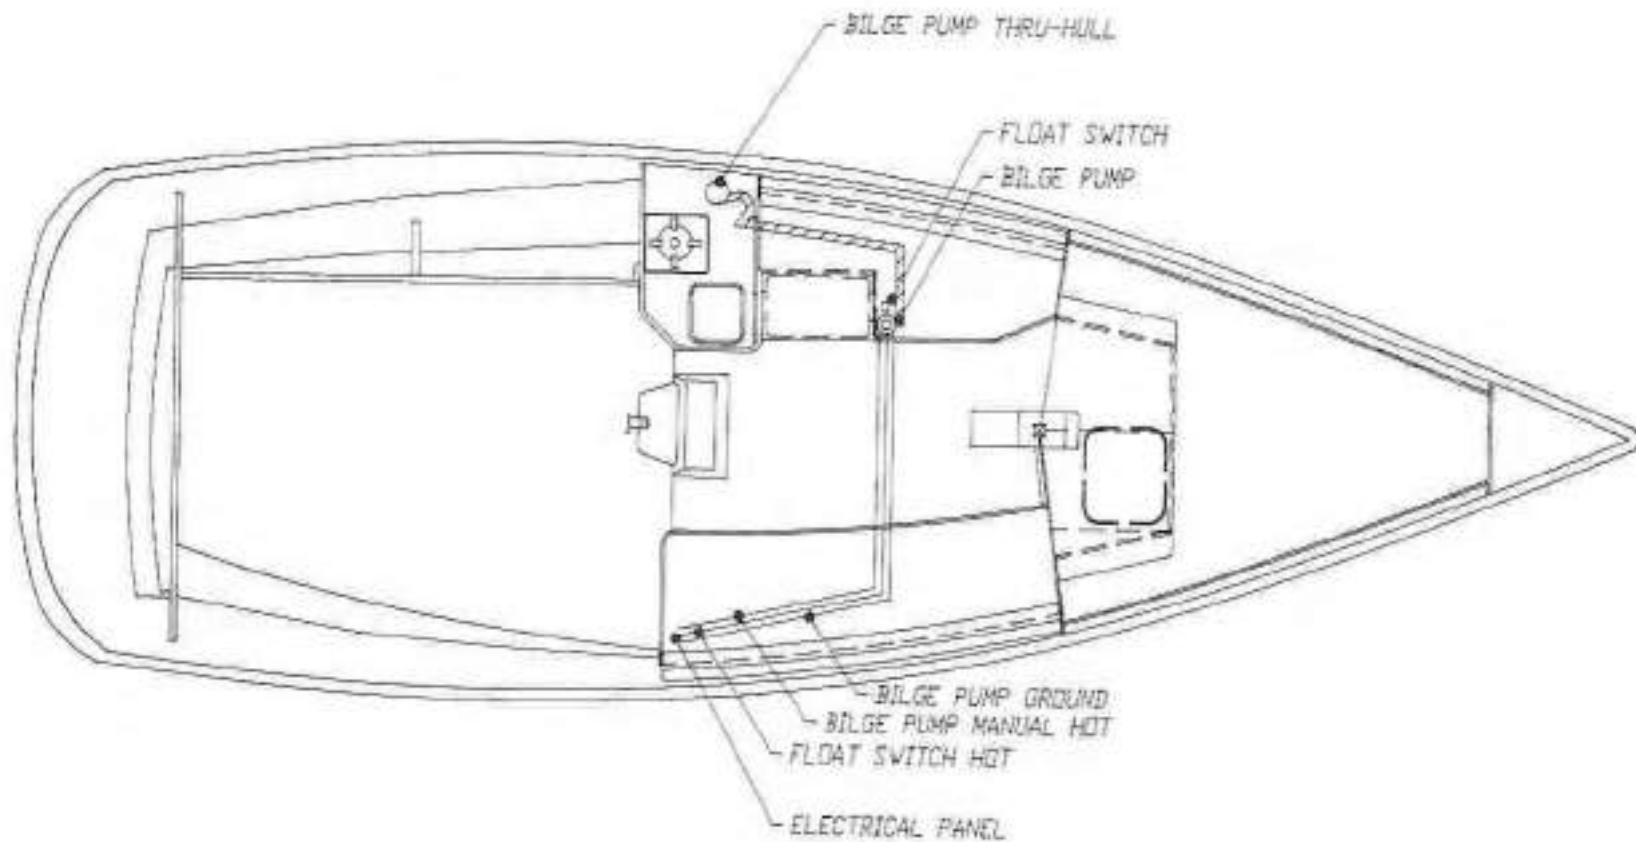 BILGE PUMP THRU-HULL
FLOAT SWITCH
BILGE PUMP
BILGE PUMP GROUND
BILGE PUMP MANUAL HOT
FLOAT SWITCH HOT
ELECTRICAL PANEL